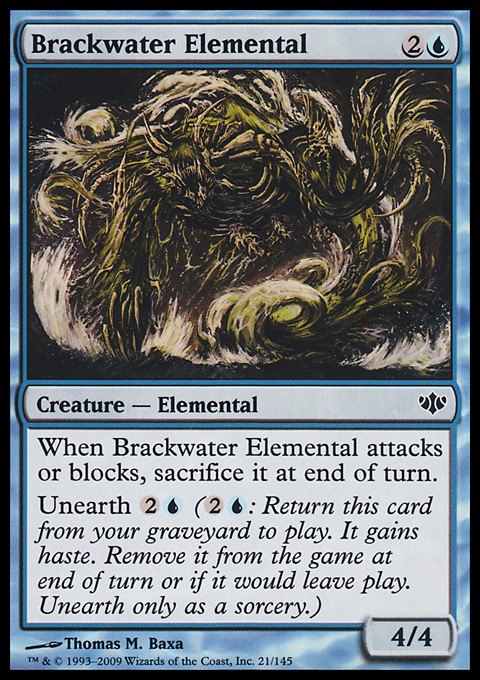 Brackwater Elemental 2
Creature — Elemental
When Brackwater Elemental attacks
or blocks, sacrifice it at end of turn.
Unearth 2 (2 : Return this card
from your graveyard to play. It gains
haste. Remove it from the game at
end of turn or if it would leave play.
Unearth only as a sorcery.)
4/4
Thomas M. Baxa
™ & © 1993–2009 Wizards of the Coast, Inc. 21/145